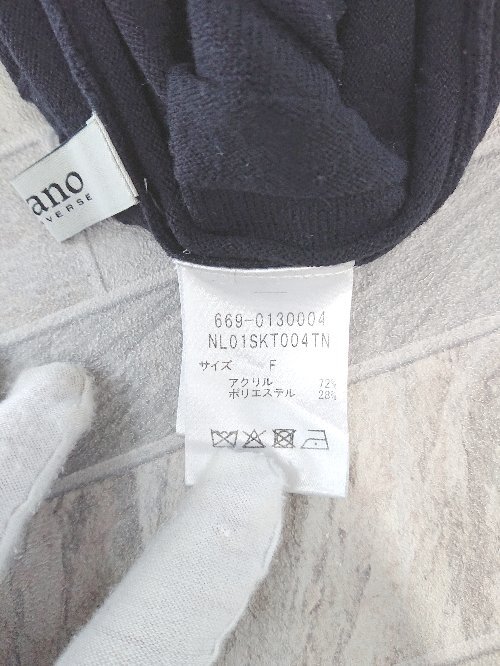 ano
VERSE
669-0130004
NL01SKT004TN
サイズ F
アクリル 72%
ポリエステル 28%